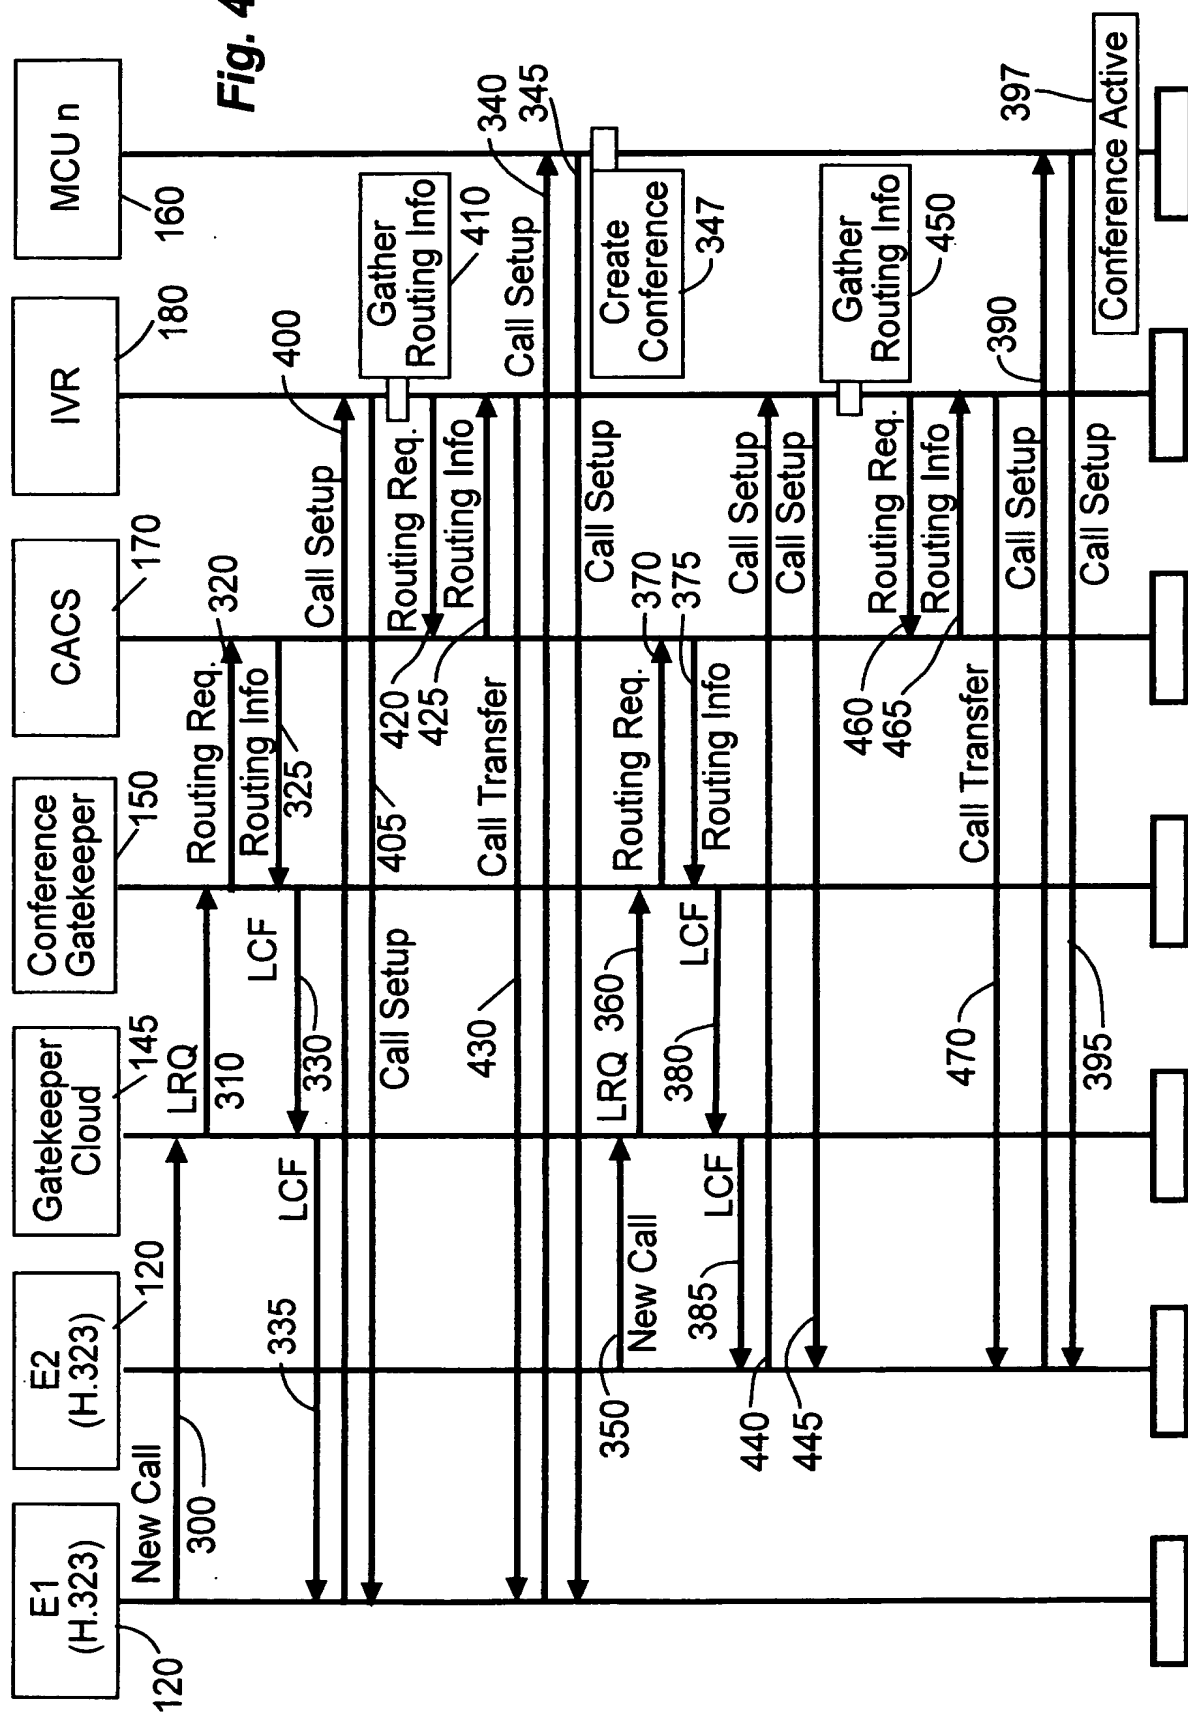 Fig. 4
E1
(H.323)
120
E2
(H.323)
120
Gatekeeper
Cloud
145
Conference
Gatekeeper
150
CACS
170
IVR
180
MCU n
160
New Call
300
LRQ
310
Routing Req.
320
Routing Info
325
LCF
330
LCF
335
Call Setup
400
Call Setup
405
Gather
Routing Info
410
Routing Req.
420
Routing Info
425
Call Transfer
430
Call Setup
340
Call Setup
345
Create
Conference
347
New Call
350
LRQ
360
Routing Req.
370
Routing Info
375
LCF
380
LCF
385
Call Setup
440
Call Setup
445
Gather
Routing Info
450
Routing Req.
460
Routing Info
465
Call Transfer
470
Call Setup
390
Call Setup
395
Conference Active
397